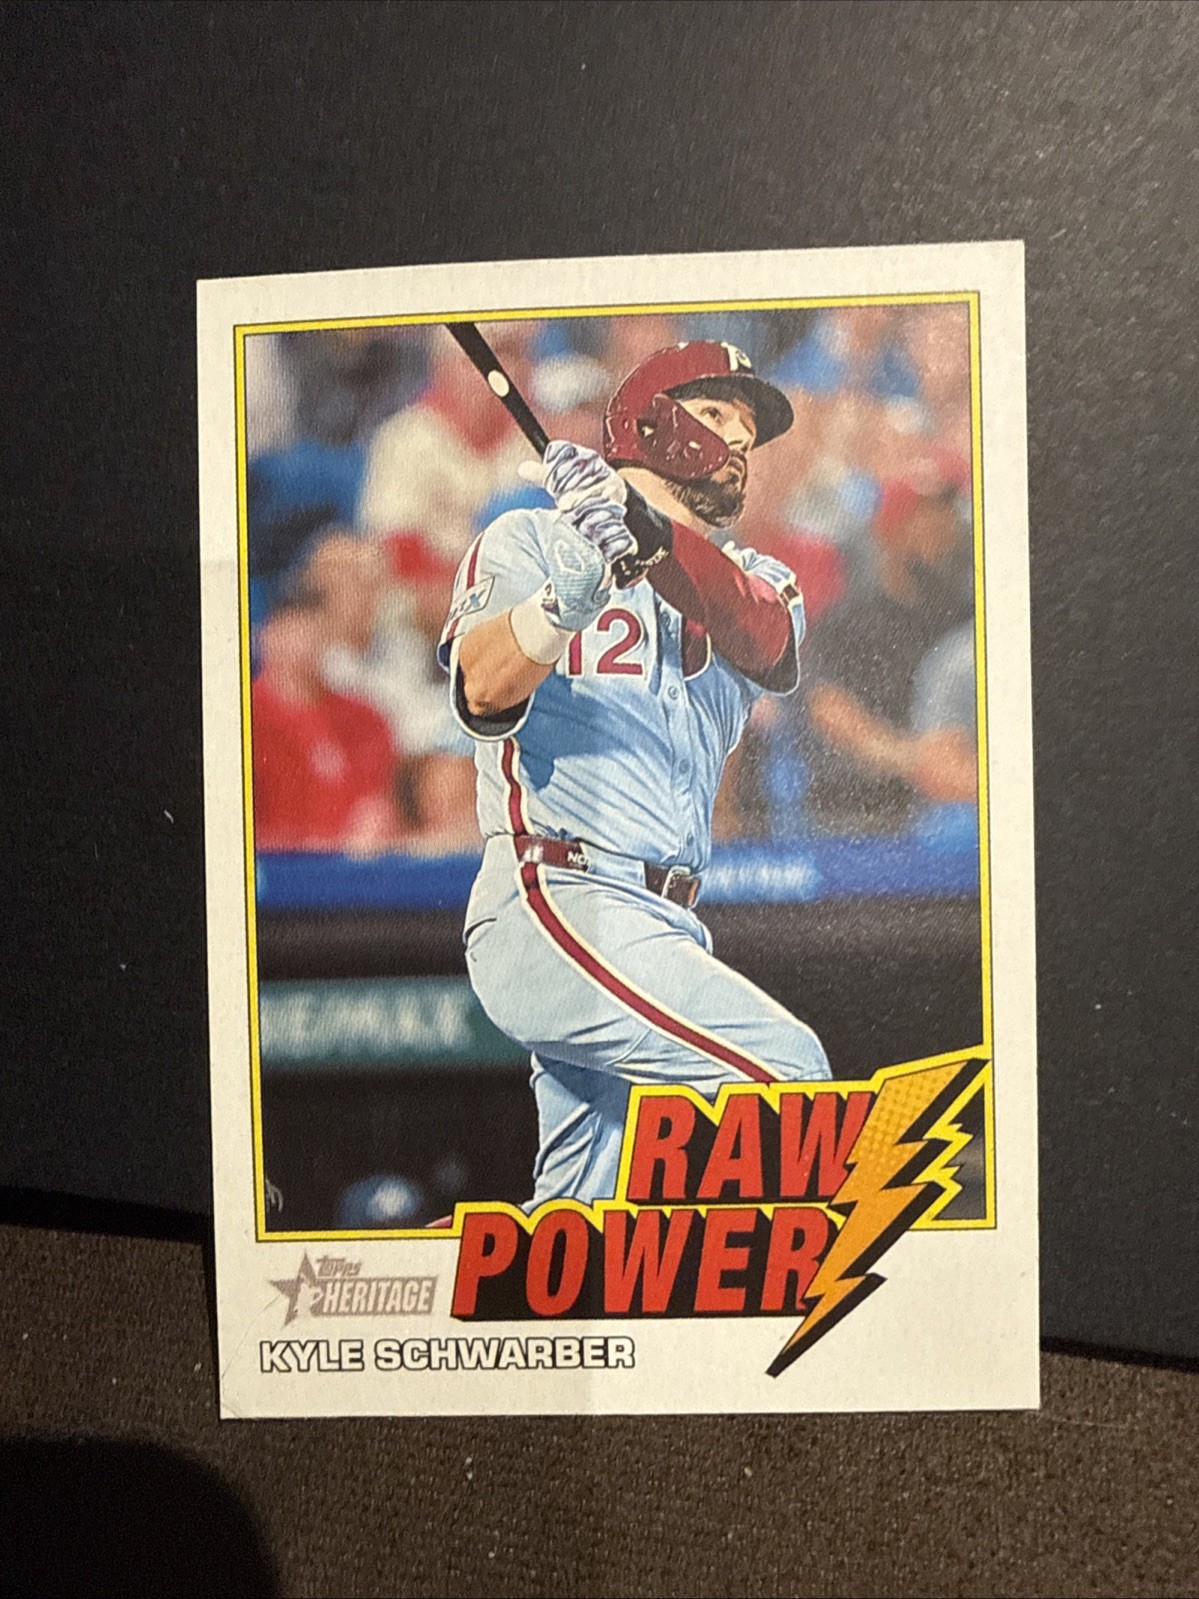 P
12
RAW
POWER
topps
HERITAGE
KYLE SCHWARBER